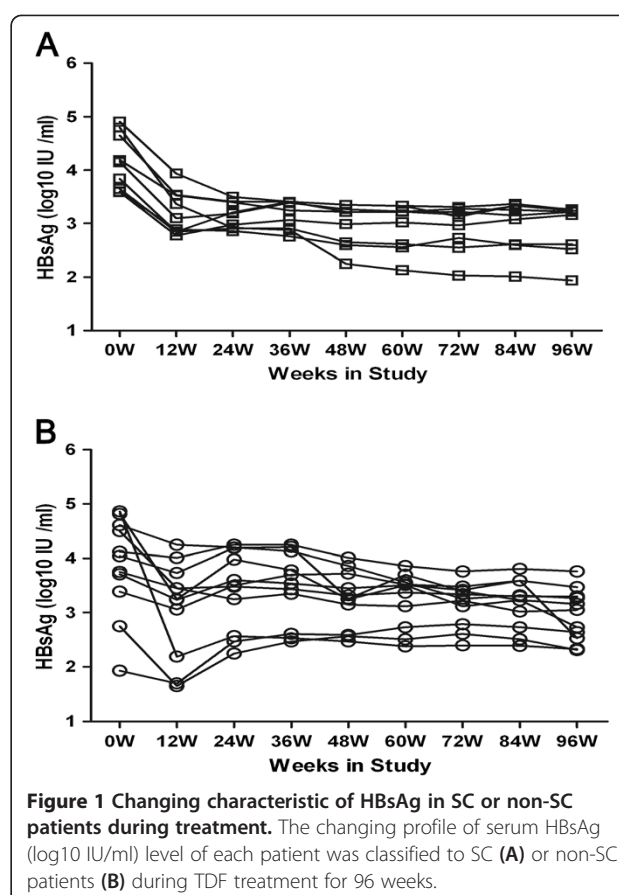 A
HBsAg (log10 IU /ml)
6
5
4
3
2
1
0W 12W 24W 36W 48W 60W 72W 84W 96W
Weeks in Study
B
HBsAg (log10 IU /ml)
6
5
4
3
2
1
0W 12W 24W 36W 48W 60W 72W 84W 96W
Weeks in Study
Figure 1 Changing characteristic of HBsAg in SC or non-SC
patients during treatment. The changing profile of serum HBsAg
(log10 IU/ml) level of each patient was classified to SC (A) or non-SC
patients (B) during TDF treatment for 96 weeks.